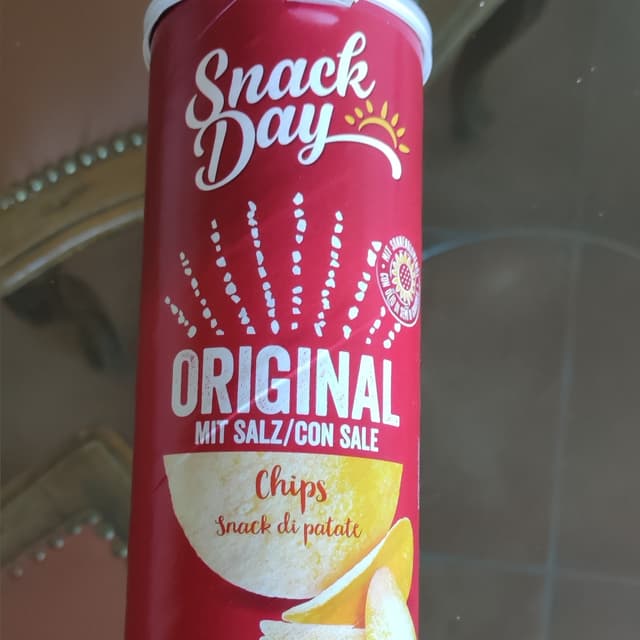 Snack
Day
ORIGINAL
MIT SALZ/CON SALE
Chips
Snack di patate